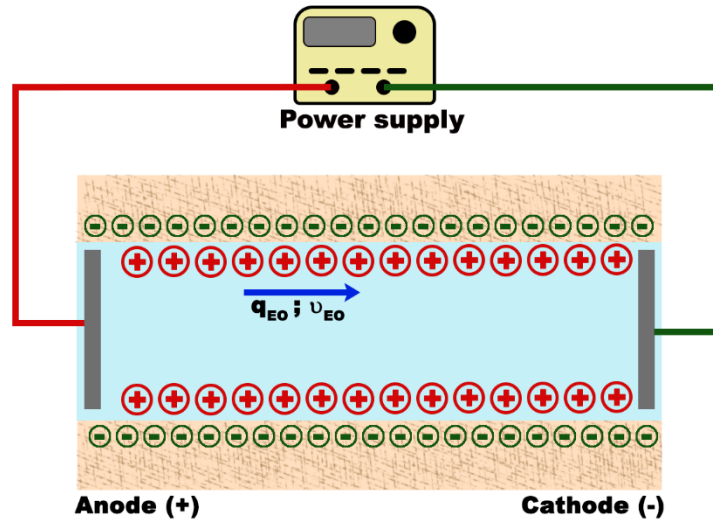 Power supply
q_EO ; υ_EO
Anode (+)
Cathode (-)